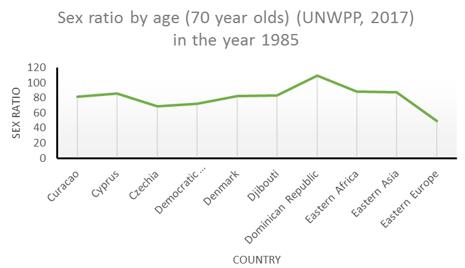 Sex ratio by age (70 year olds) (UNWPP, 2017)
in the year 1985
SEX RATIO
120
100
80
60
40
20
0
Curacao
Cyprus
Czechia
Democratic ...
Denmark
Djibouti
Dominican Republic
Eastern Africa
Eastern Asia
Eastern Europe
COUNTRY